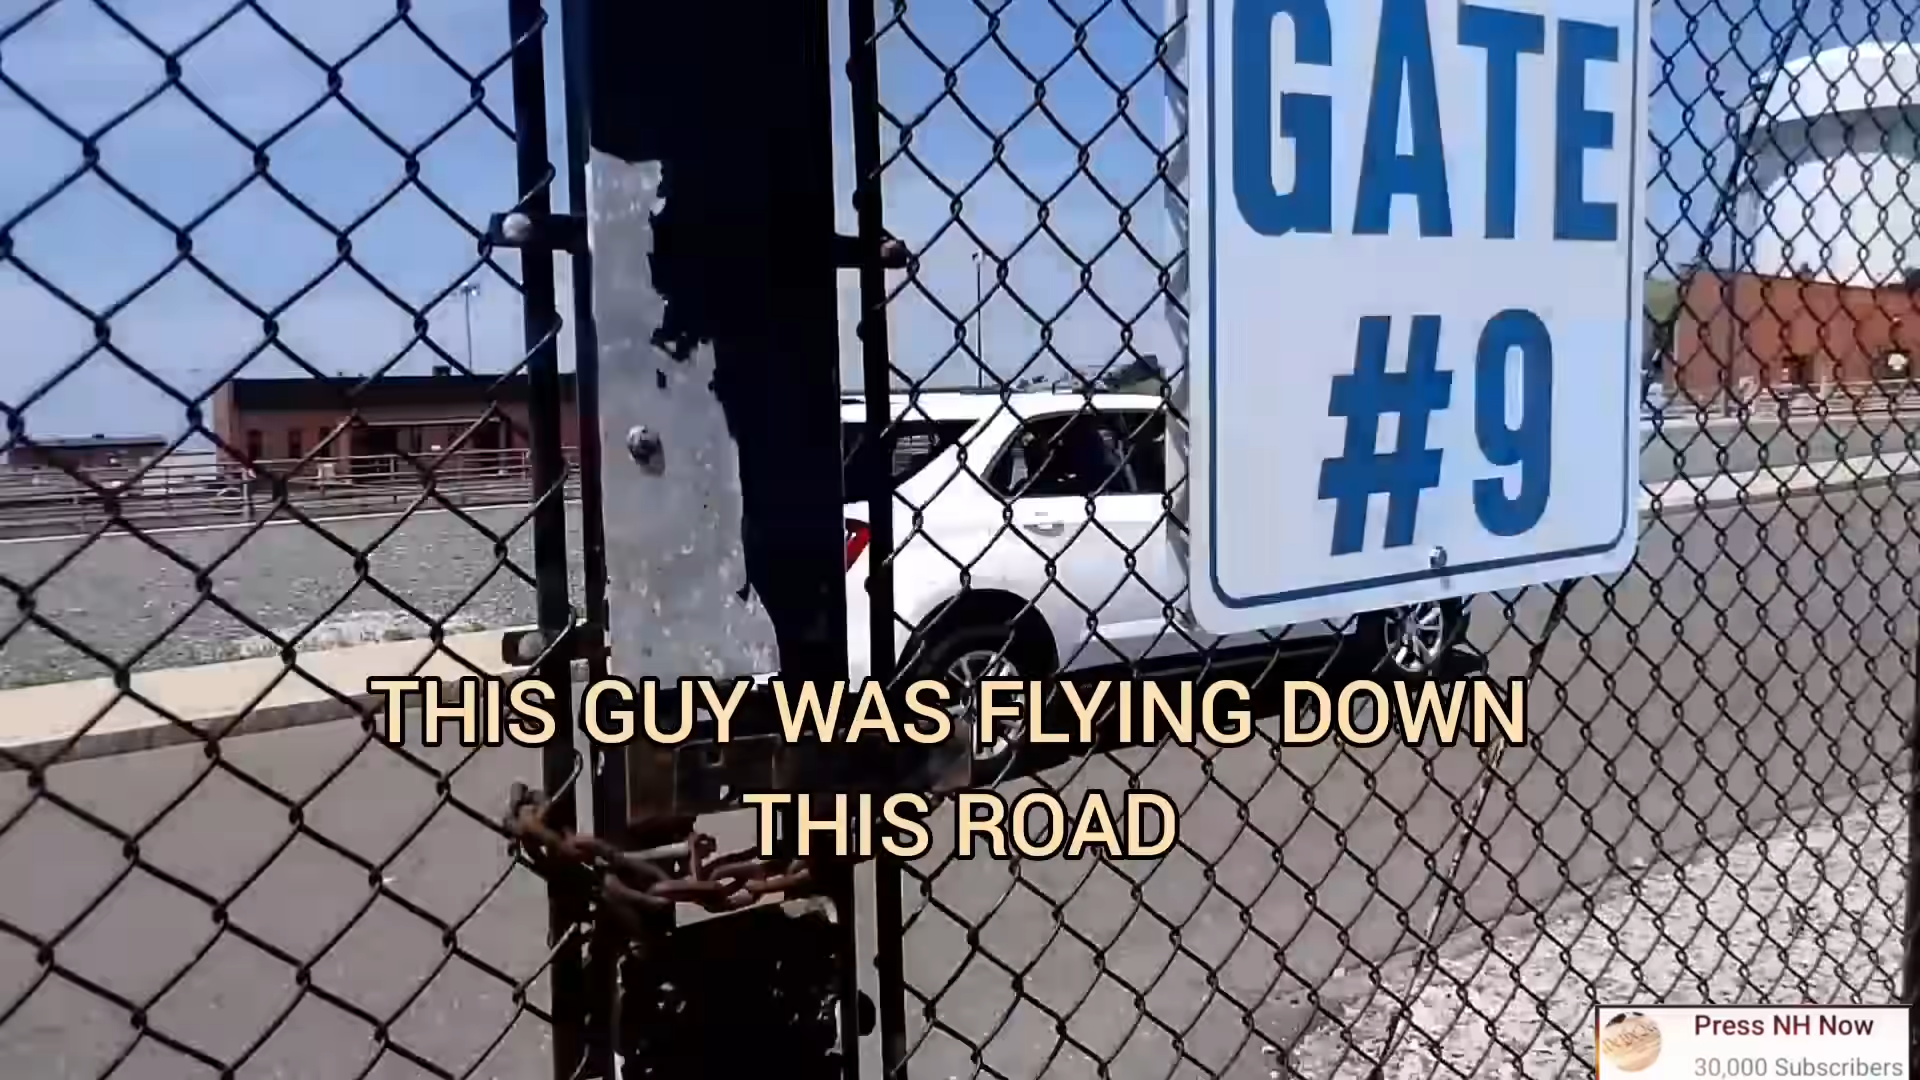 GATE
#9
THIS GUY WAS FLYING DOWN
THIS ROAD
Press NH Now
30,000 Subscribers